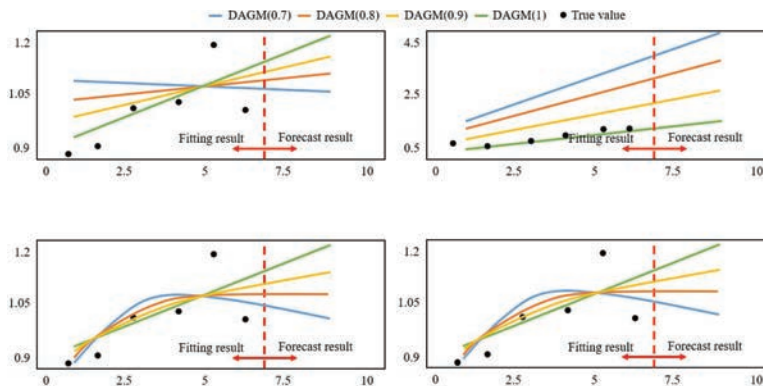 DAGM(0.7) DAGM(0.8) DAGM(0.9) DAGM(1) True value
1.2
1.05
0.9
Fitting result Forecast result
0 2.5 5 7.5 10
4.5
2.5
0.5
Fitting result Forecast result
0 2.5 5 7.5 10
1.2
1.05
0.9
Fitting result Forecast result
0 2.5 5 7.5 10
1.2
1.05
0.9
Fitting result Forecast result
0 2.5 5 7.5 10